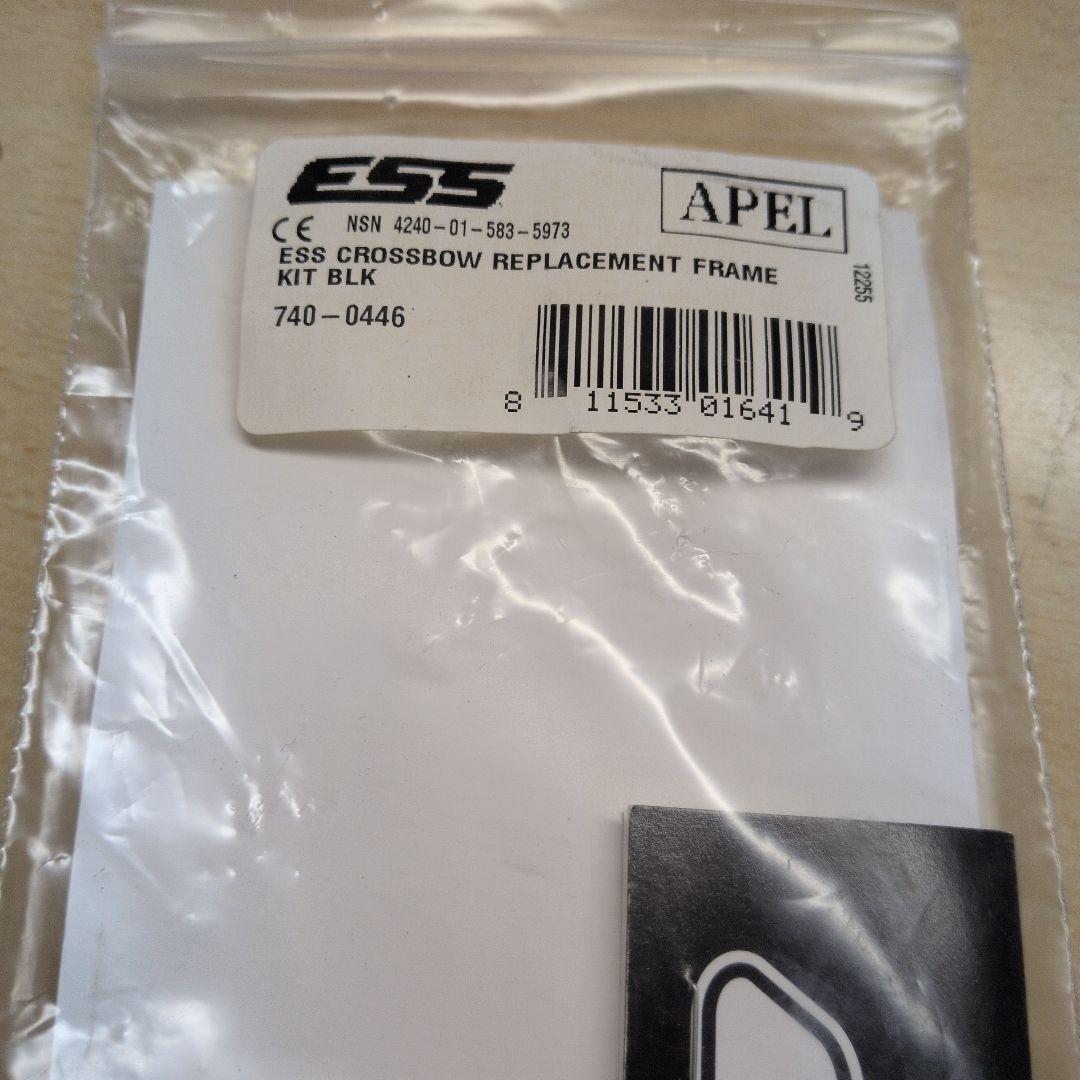 ESS
APEL
CE NSN 4240-01-583-5973
ESS CROSSBOW REPLACEMENT FRAME
KIT BLK
12255
740-0446
8 11533 01641 9